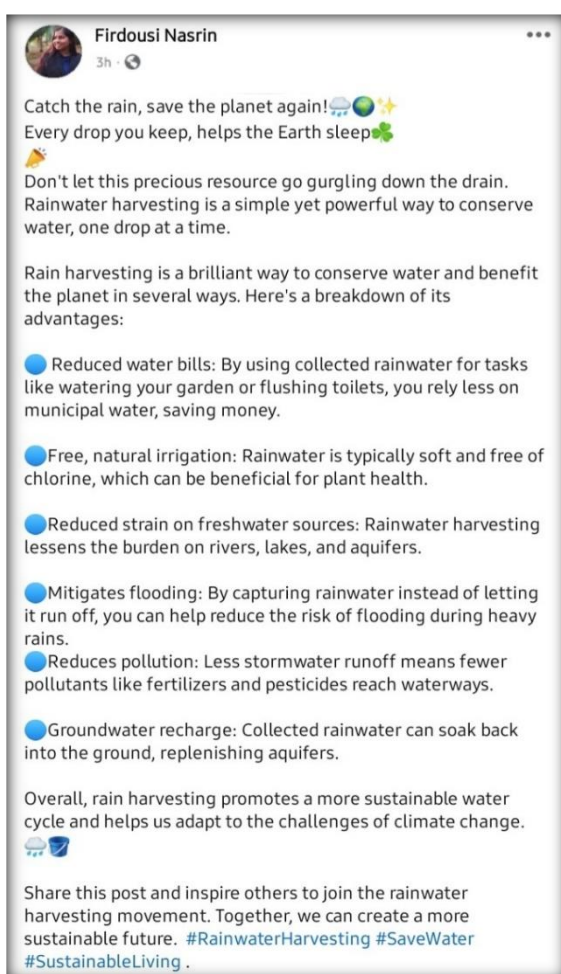 Firdousi Nasrin
3h ·
Catch the rain, save the planet again!🌧️🌍✨
Every drop you keep, helps the Earth sleep☘️
📣
Don't let this precious resource go gurgling down the drain.
Rainwater harvesting is a simple yet powerful way to conserve
water, one drop at a time.
Rain harvesting is a brilliant way to conserve water and benefit
the planet in several ways. Here's a breakdown of its
advantages:
🔵 Reduced water bills: By using collected rainwater for tasks
like watering your garden or flushing toilets, you rely less on
municipal water, saving money.
🔵Free, natural irrigation: Rainwater is typically soft and free of
chlorine, which can be beneficial for plant health.
🔵Reduced strain on freshwater sources: Rainwater harvesting
lessens the burden on rivers, lakes, and aquifers.
🔵Mitigates flooding: By capturing rainwater instead of letting
it run off, you can help reduce the risk of flooding during heavy
rains.
🔵Reduces pollution: Less stormwater runoff means fewer
pollutants like fertilizers and pesticides reach waterways.
🔵Groundwater recharge: Collected rainwater can soak back
into the ground, replenishing aquifers.
Overall, rain harvesting promotes a more sustainable water
cycle and helps us adapt to the challenges of climate change.
🌧️🪣
Share this post and inspire others to join the rainwater
harvesting movement. Together, we can create a more
sustainable future. #RainwaterHarvesting #SaveWater
#SustainableLiving .